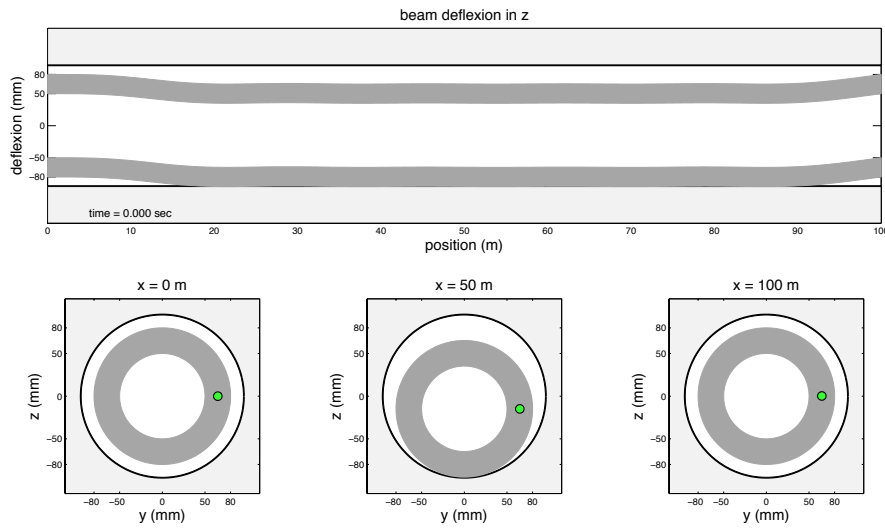 beam deflexion in z
deflexion (mm)
80
50
0
−50
−80
time = 0.000 sec
0 10 20 30 40 50 60 70 80 90 100
position (m)
x = 0 m
z (mm)
80
50
0
−50
−80
−80 −50 0 50 80
y (mm)
x = 50 m
z (mm)
80
50
0
−50
−80
−80 −50 0 50 80
y (mm)
x = 100 m
z (mm)
80
50
0
−50
−80
−80 −50 0 50 80
y (mm)